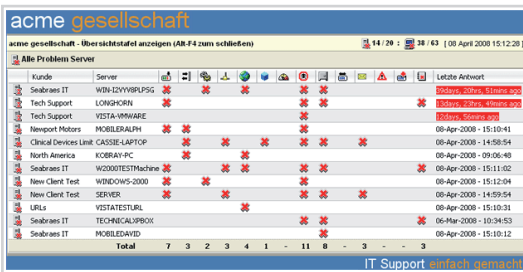 acme gesellschaft
acme gesellschaft - Übersichtstafel anzeigen (Alt-F4 zum schließen) 14 / 20 : 38 / 63 [ 08 April 2008 15:12:28 ]
Alle Problem Server
Kunde Server Letzte Antwort
Seabraes IT WIN-I2VVV8PLPSG 19days, 20hrs, 51mins ago
Tech Support LONGHORN 13days, 23hrs, 49mins ago
Tech Support VISTA-VMWARE 12days, 56mins ago
Newport Motors MOBILERALPH 08-Apr-2008 - 15:10:41
Clinical Devices Limit CASSIE-LAPTOP 08-Apr-2008 - 14:58:54
North America KOBRAY-PC 08-Apr-2008 - 09:06:48
Seabraes IT W2000TESTMachine 08-Apr-2008 - 15:11:02
New Client Test WINDOWS-2000 08-Apr-2008 - 15:12:04
New Client Test SERVER 08-Apr-2008 - 14:59:54
URLs VISTATESTURL 08-Apr-2008 - 15:10:31
Seabraes IT TECHNICALXPBOX 06-Mar-2008 - 10:34:53
Seabraes IT MOBILEDAVID 08-Apr-2008 - 15:10:12
Total 7 3 2 3 4 1 - 11 8 - 3 - - 3
IT Support einfach gemacht